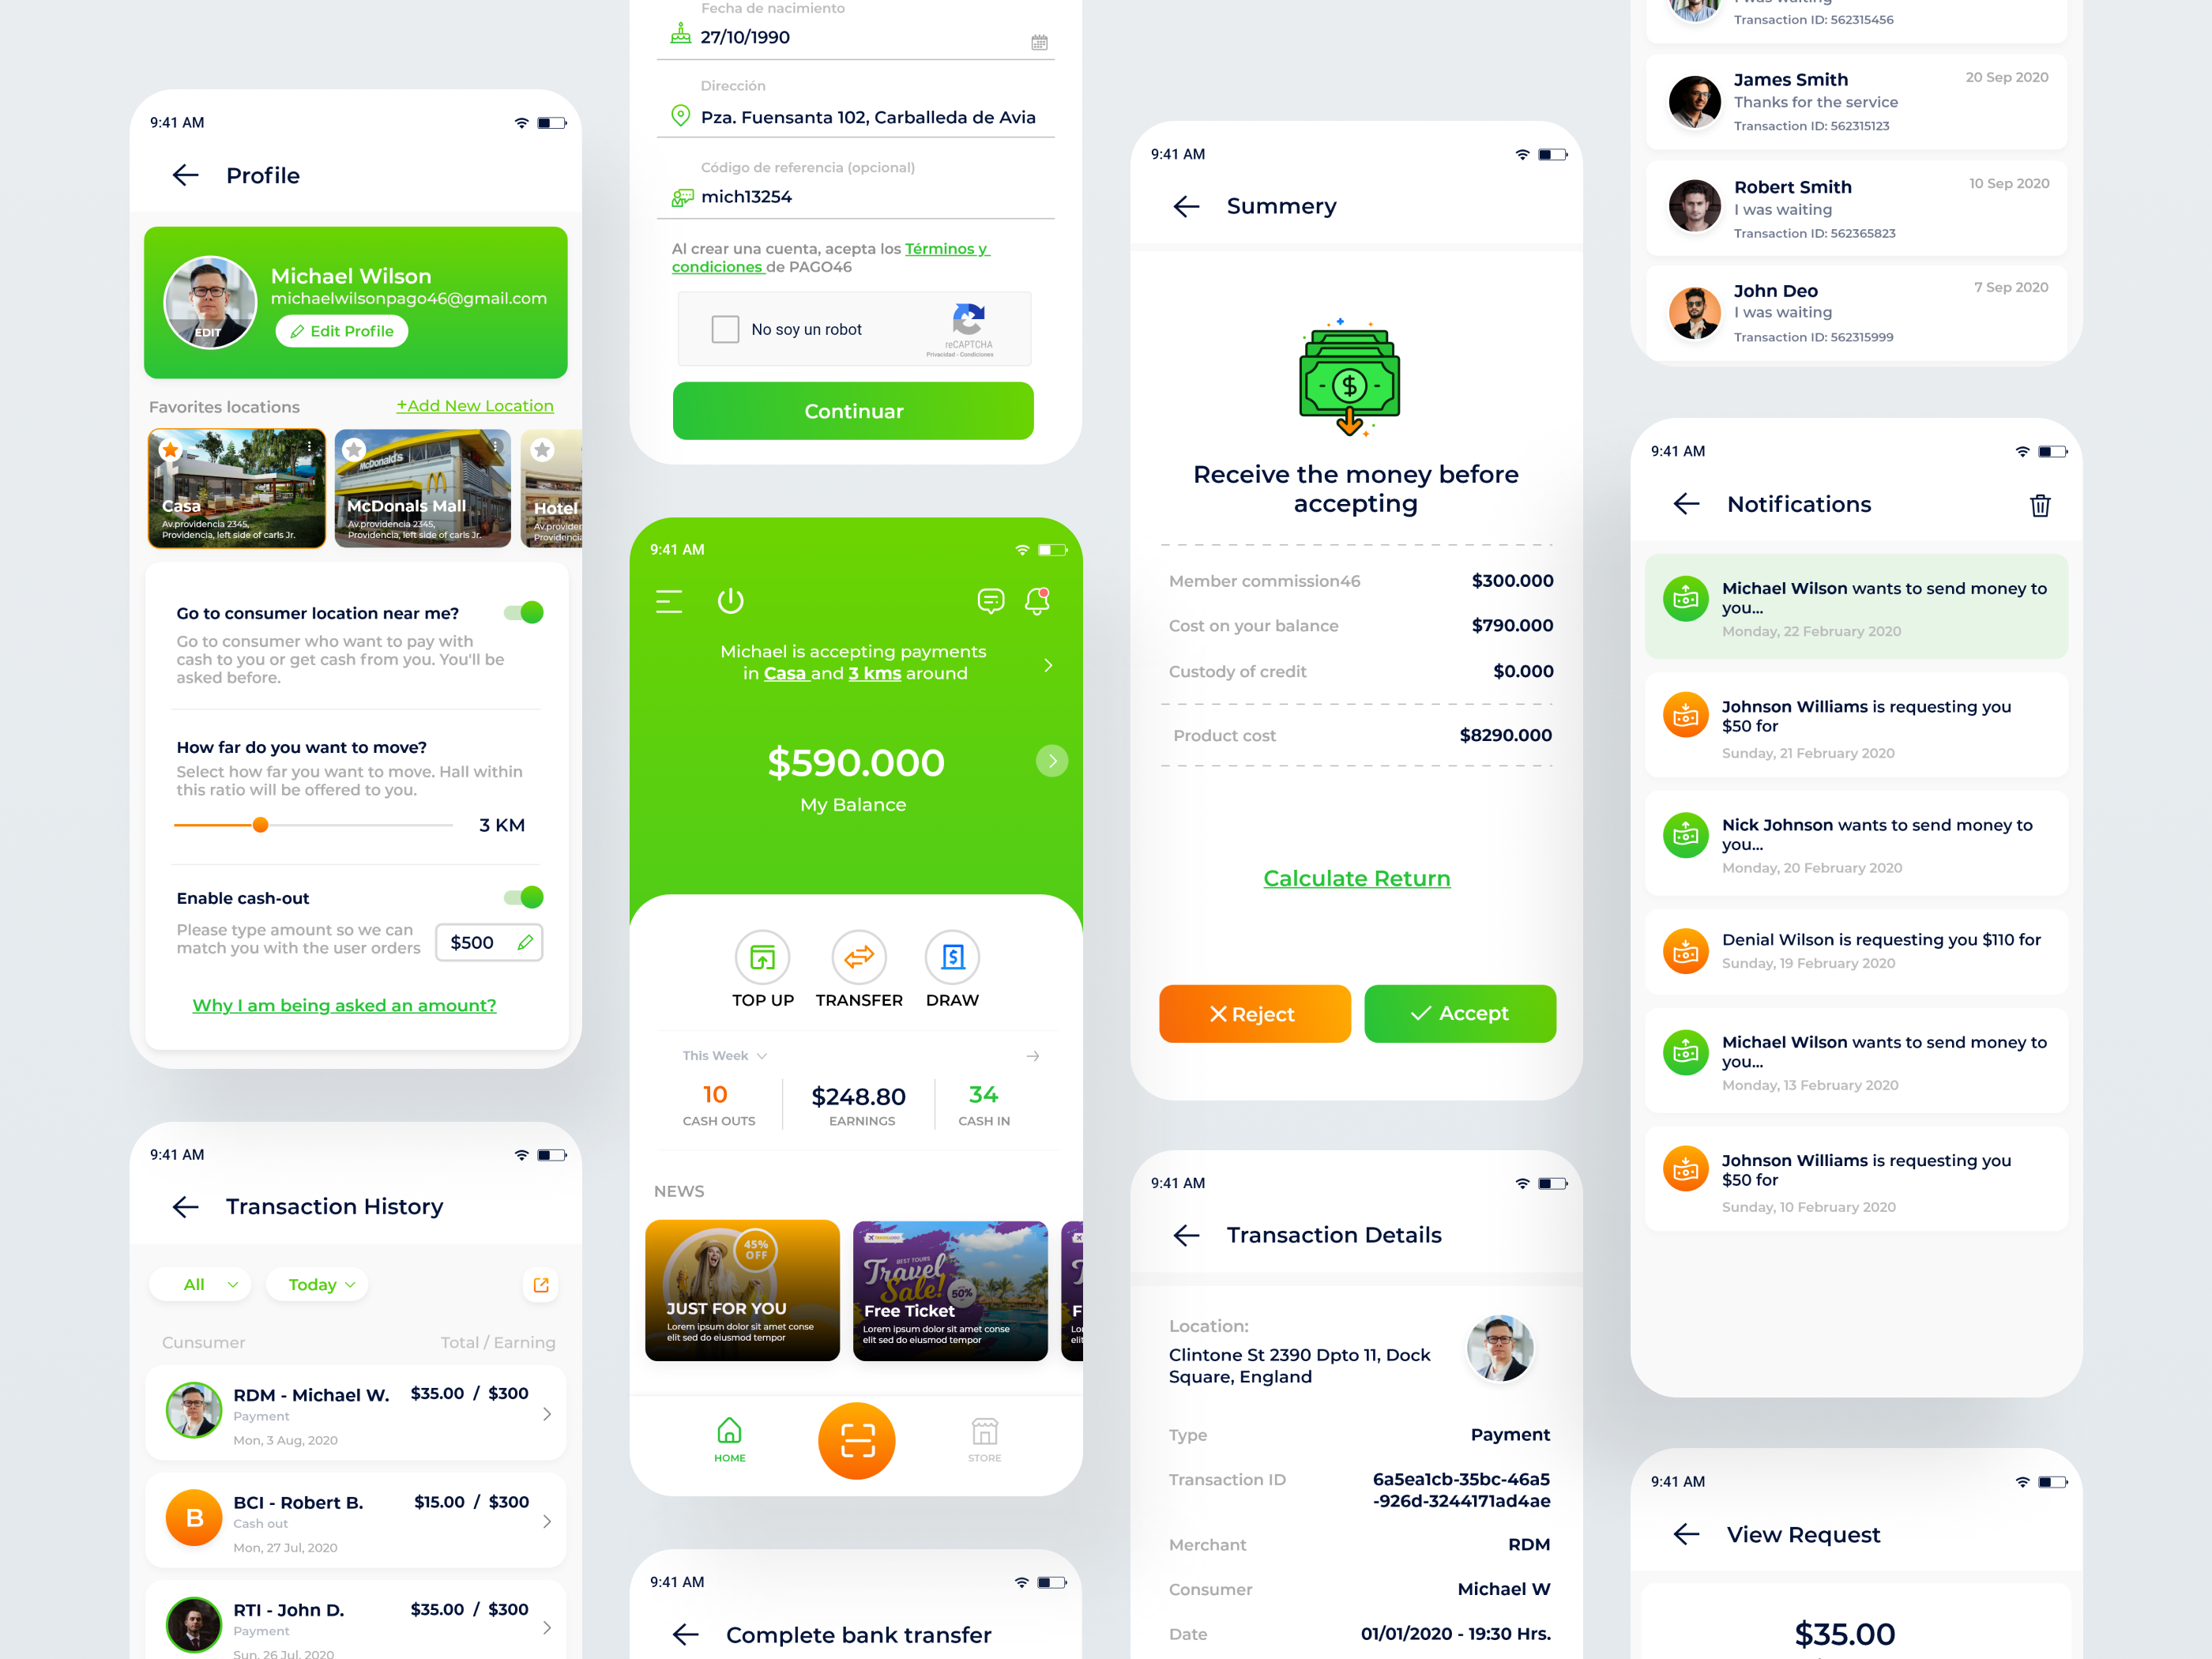 9:41 AM
Profile
Michael Wilson
michaelwilsonpago46@gmail.com
EDIT
Edit Profile
Favorites locations
+Add New Location
McDonald's
Casa
Av.providencia 2345,
Providencia, left side of carls Jr.
McDonals Mall
Av.providencia 2345,
Providencia, left side of carls Jr.
Hotel
Go to consumer location near me?
Go to consumer who want to pay with
cash to you or get cash from you. You'll be
asked before.
How far do you want to move?
Select how far you want to move. Hall within
this ratio will be offered to you.
3 KM
Enable cash-out
Please type amount so we can
match you with the user orders
$500
Why I am being asked an amount?
9:41 AM
Transaction History
All
Today
Cunsumer
Total / Earning
RDM - Michael W.
$35.00 / $300
Payment
Mon, 3 Aug, 2020
B
BCI - Robert B.
$15.00 / $300
Cash out
Mon, 27 Jul, 2020
RTI - John D.
$35.00 / $300
Payment
Sun, 26 Jul, 2020
Fecha de nacimiento
27/10/1990
Dirección
Pza. Fuensanta 102, Carballeda de Avia
Código de referencia (opcional)
mich13254
Al crear una cuenta, acepta los Términos y
condiciones de PAGO46
No soy un robot
reCAPTCHA
Privacidad - Condiciones
Continuar
9:41 AM
Michael is accepting payments
in Casa and 3 kms around
$590.000
My Balance
TOP UP
TRANSFER
DRAW
This Week
10
CASH OUTS
$248.80
EARNINGS
34
CASH IN
NEWS
45%
OFF
JUST FOR YOU
Lorem ipsum dolor sit amet conse
elit sed do eiusmod tempor
BEST TOURS
Travel
Sale!
50%
Free Ticket
Lorem ipsum dolor sit amet conse
elit sed do eiusmod tempor
HOME
STORE
9:41 AM
Complete bank transfer
9:41 AM
Summery
Receive the money before
accepting
Member commission46
$300.000
Cost on your balance
$790.000
Custody of credit
$0.000
Product cost
$8290.000
Calculate Return
Reject
Accept
9:41 AM
Transaction Details
Location:
Clintone St 2390 Dpto 11, Dock
Square, England
Type
Payment
Transaction ID
6a5ea1cb-35bc-46a5
-926d-3244171ad4ae
Merchant
RDM
Consumer
Michael W
Date
01/01/2020 - 19:30 Hrs.
I was waiting
Transaction ID: 562315456
James Smith
20 Sep 2020
Thanks for the service
Transaction ID: 562315123
Robert Smith
10 Sep 2020
I was waiting
Transaction ID: 562365823
John Deo
7 Sep 2020
I was waiting
Transaction ID: 562315999
9:41 AM
Notifications
Michael Wilson wants to send money to
you...
Monday, 22 February 2020
Johnson Williams is requesting you
$50 for
Sunday, 21 February 2020
Nick Johnson wants to send money to
you...
Monday, 20 February 2020
Denial Wilson is requesting you $110 for
Sunday, 19 February 2020
Michael Wilson wants to send money to
you...
Monday, 13 February 2020
Johnson Williams is requesting you
$50 for
Sunday, 10 February 2020
9:41 AM
View Request
$35.00